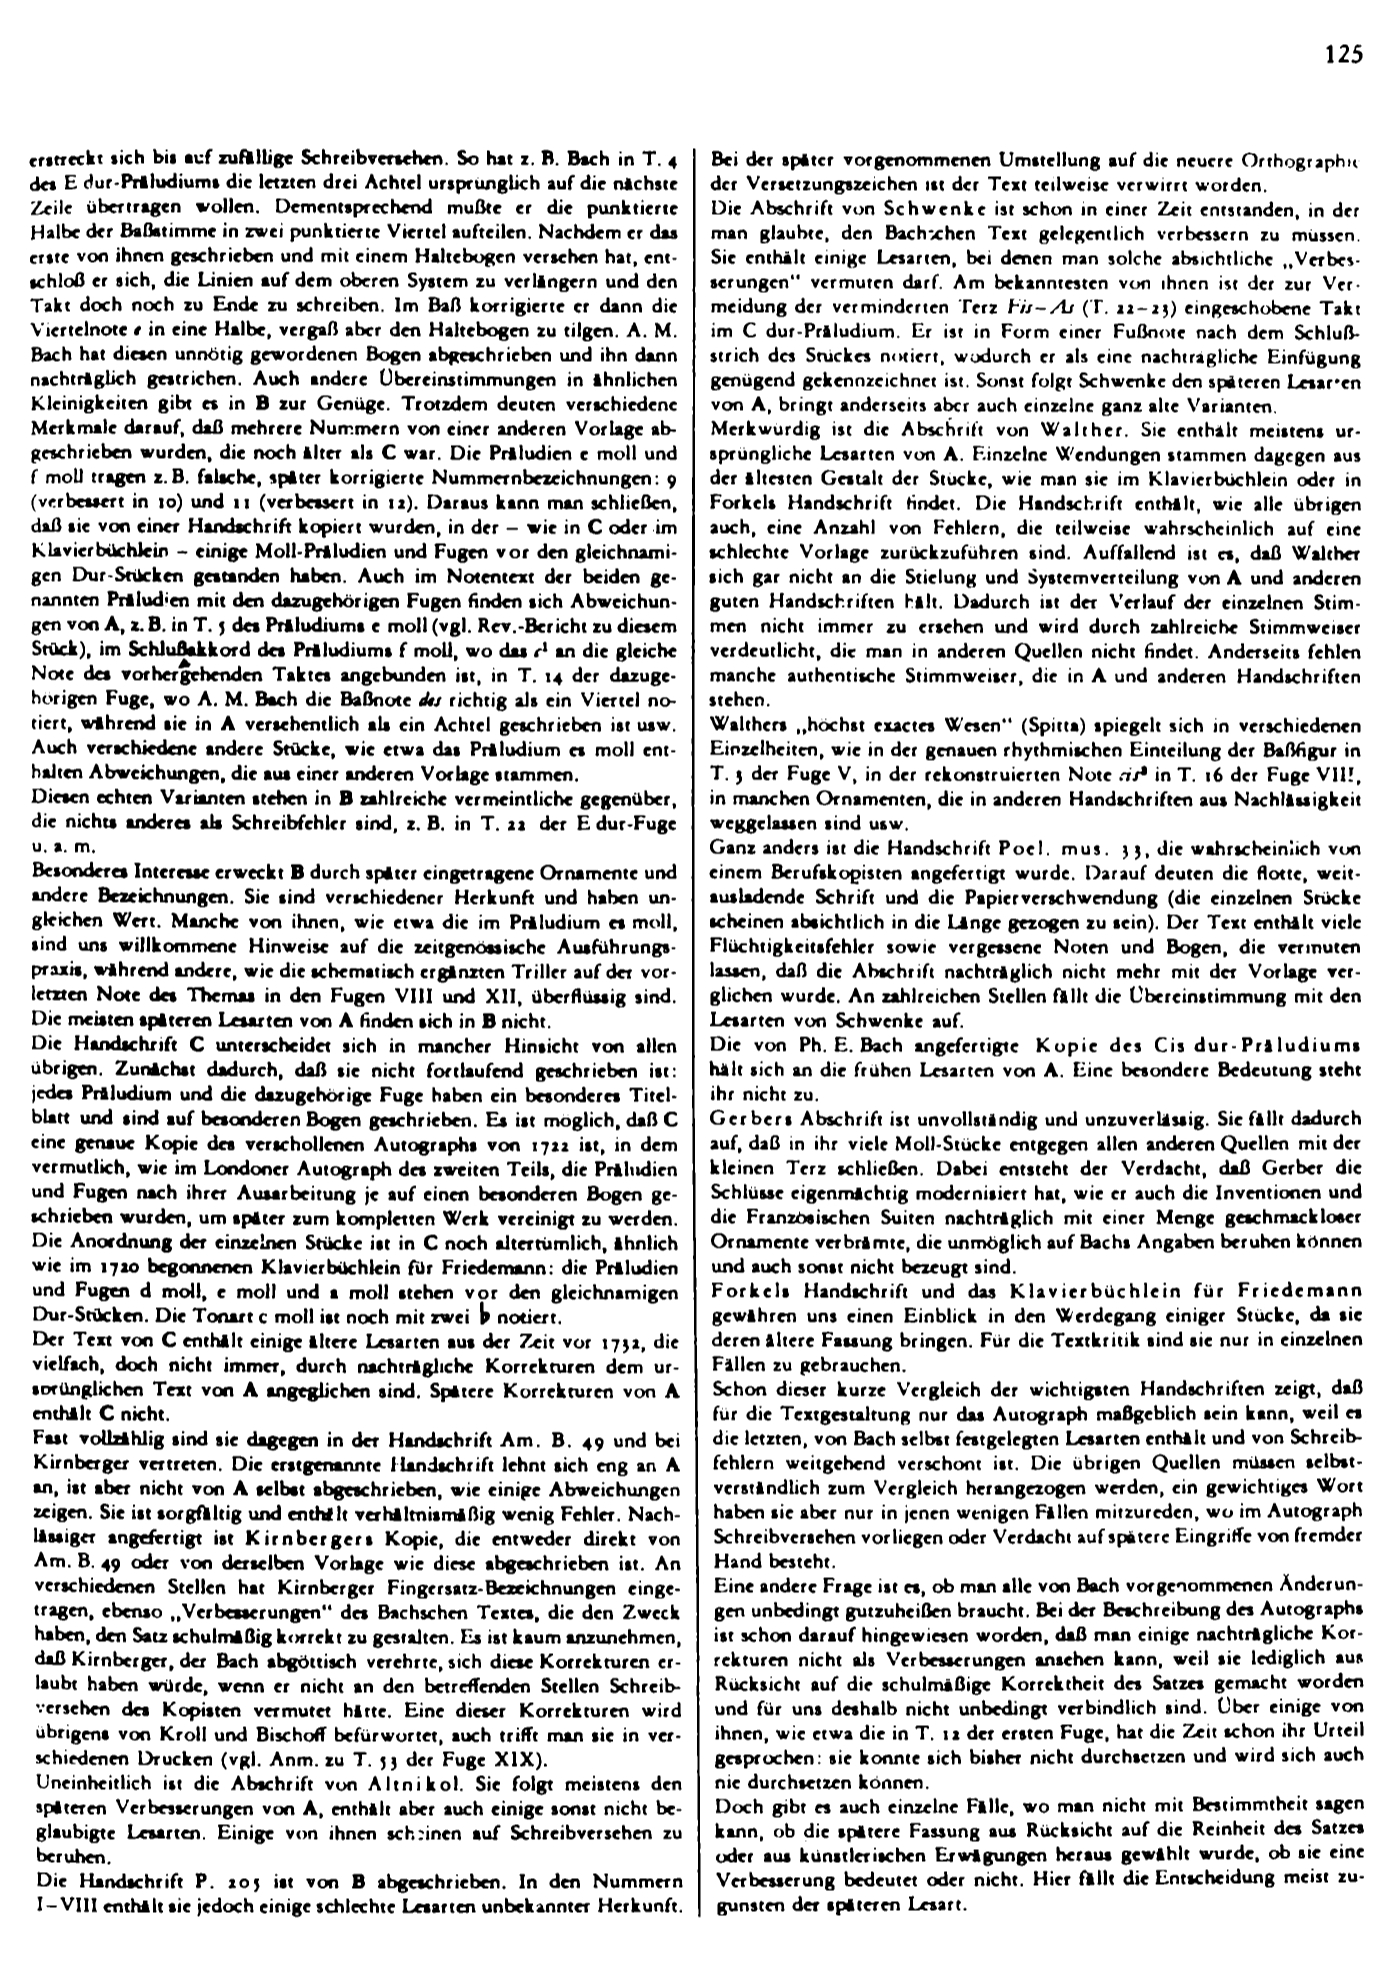 125
erstreckt sich bis auf zufällige Schreibversehen. So hat z. B. Bach in T. 4
des E dur-Präludiums die letzten drei Achtel ursprünglich auf die nächste
Zeile übertragen wollen. Dementsprechend mußte er die punktierte
Halbe der Baßstimme in zwei punktierte Viertel aufteilen. Nachdem er das
erste von ihnen geschrieben und mit einem Haltebogen versehen hat, ent-
schloß er sich, die Linien auf dem oberen System zu verlängern und den
Takt doch noch zu Ende zu schreiben. Im Baß korrigierte er dann die
Viertelnote e in eine Halbe, vergaß aber den Haltebogen zu tilgen. A. M.
Bach hat diesen unnötig gewordenen Bogen abgeschrieben und ihn dann
nachträglich gestrichen. Auch andere Übereinstimmungen in ähnlichen
Kleinigkeiten gibt es in B zur Genüge. Trotzdem deuten verschiedene
Merkmale darauf, daß mehrere Nummern von einer anderen Vorlage ab-
geschrieben wurden, die noch älter als C war. Die Präludien e moll und
f moll tragen z. B. falsche, später korrigierte Nummernbezeichnungen: 9
(verbessert in 10) und 11 (verbessert in 12). Daraus kann man schließen,
daß sie von einer Handschrift kopiert wurden, in der – wie in C oder im
Klavierbüchlein – einige Moll-Präludien und Fugen vor den gleichnami-
gen Dur-Stücken gestanden haben. Auch im Notentext der beiden ge-
nannten Präludien mit den dazugehörigen Fugen finden sich Abweichun-
gen von A, z. B. in T. 5 des Präludiums e moll (vgl. Rev.-Bericht zu diesem
Stück), im Schlußakkord des Präludiums f moll, wo das c¹ an die gleiche
Note des vorhergehenden Taktes angebunden ist, in T. 14 der dazuge-
hörigen Fuge, wo A. M. Bach die Baßnote des richtig als ein Viertel no-
tiert, während sie in A versehentlich als ein Achtel geschrieben ist usw.
Auch verschiedene andere Stücke, wie etwa das Präludium es moll ent-
halten Abweichungen, die aus einer anderen Vorlage stammen.
Diesen echten Varianten stehen in B zahlreiche vermeintliche gegenüber,
die nichts anderes als Schreibfehler sind, z. B. in T. 22 der E dur-Fuge
u. a. m.
Besonderes Interesse erweckt B durch später eingetragene Ornamente und
andere Bezeichnungen. Sie sind verschiedener Herkunft und haben un-
gleichen Wert. Manche von ihnen, wie etwa die im Präludium es moll,
sind uns willkommene Hinweise auf die zeitgenössische Ausführungs-
praxis, während andere, wie die schematisch ergänzten Triller auf der vor-
letzten Note des Themas in den Fugen VIII und XII, überflüssig sind.
Die meisten späteren Lesarten von A finden sich in B nicht.
Die Handschrift C unterscheidet sich in mancher Hinsicht von allen
übrigen. Zunächst dadurch, daß sie nicht fortlaufend geschrieben ist:
jedes Präludium und die dazugehörige Fuge haben ein besonderes Titel-
blatt und sind auf besonderen Bogen geschrieben. Es ist möglich, daß C
eine genaue Kopie des verschollenen Autographs von 1722 ist, in dem
vermutlich, wie im Londoner Autograph des zweiten Teils, die Präludien
und Fugen nach ihrer Ausarbeitung je auf einen besonderen Bogen ge-
schrieben wurden, um später zum kompletten Werk vereinigt zu werden.
Die Anordnung der einzelnen Stücke ist in C noch altertümlich, ähnlich
wie im 1720 begonnenen Klavierbüchlein für Friedemann: die Präludien
und Fugen d moll, e moll und a moll stehen vor den gleichnamigen
Dur-Stücken. Die Tonart c moll ist noch mit zwei ♭ notiert.
Der Text von C enthält einige ältere Lesarten aus der Zeit vor 1732, die
vielfach, doch nicht immer, durch nachträgliche Korrekturen dem ur-
sprünglichen Text von A angeglichen sind. Spätere Korrekturen von A
enthält C nicht.
Fast vollzählig sind sie dagegen in der Handschrift Am. B. 49 und bei
Kirnberger vertreten. Die erstgenannte Handschrift lehnt sich eng an A
an, ist aber nicht von A selbst abgeschrieben, wie einige Abweichungen
zeigen. Sie ist sorgfältig und enthält verhältnismäßig wenig Fehler. Nach-
lässiger angefertigt ist Kirnbergers Kopie, die entweder direkt von
Am. B. 49 oder von derselben Vorlage wie diese abgeschrieben ist. An
verschiedenen Stellen hat Kirnberger Fingersatz-Bezeichnungen einge-
tragen, ebenso „Verbesserungen“ des Bachschen Textes, die den Zweck
haben, den Satz schulmäßig korrekt zu gestalten. Es ist kaum anzunehmen,
daß Kirnberger, der Bach abgöttisch verehrte, sich diese Korrekturen er-
laubt haben würde, wenn er nicht an den betreffenden Stellen Schreib-
versehen des Kopisten vermutet hätte. Eine dieser Korrekturen wird
übrigens von Kroll und Bischoff befürwortet, auch trifft man sie in ver-
schiedenen Drucken (vgl. Anm. zu T. 53 der Fuge XIX).
Uneinheitlich ist die Abschrift von Altnikol. Sie folgt meistens den
späteren Verbesserungen von A, enthält aber auch einige sonst nicht be-
glaubigte Lesarten. Einige von ihnen scheinen auf Schreibversehen zu
beruhen.
Die Handschrift P. 205 ist von B abgeschrieben. In den Nummern
I–VIII enthält sie jedoch einige schlechte Lesarten unbekannter Herkunft.
Bei der später vorgenommenen Umstellung auf die neuere Orthographie
der Versetzungszeichen ist der Text teilweise verwirrt worden.
Die Abschrift von Schwenke ist schon in einer Zeit entstanden, in der
man glaubte, den Bachschen Text gelegentlich verbessern zu müssen.
Sie enthält einige Lesarten, bei denen man solche absichtliche „Verbes-
serungen“ vermuten darf. Am bekanntesten von ihnen ist der zur Ver-
meidung der verminderten Terz Fis–As (T. 22–23) eingeschobene Takt
im C dur-Präludium. Er ist in Form einer Fußnote nach dem Schluß-
strich des Stückes notiert, wodurch er als eine nachträgliche Einfügung
genügend gekennzeichnet ist. Sonst folgt Schwenke den späteren Lesarten
von A, bringt anderseits aber auch einzelne ganz alte Varianten.
Merkwürdig ist die Abschrift von Walther. Sie enthält meistens ur-
sprüngliche Lesarten von A. Einzelne Wendungen stammen dagegen aus
der ältesten Gestalt der Stücke, wie man sie im Klavierbüchlein oder in
Forkels Handschrift findet. Die Handschrift enthält, wie alle übrigen
auch, eine Anzahl von Fehlern, die teilweise wahrscheinlich auf eine
schlechte Vorlage zurückzuführen sind. Auffallend ist es, daß Walther
sich gar nicht an die Stielung und Systemverteilung von A und anderen
guten Handschriften hält. Dadurch ist der Verlauf der einzelnen Stim-
men nicht immer zu ersehen und wird durch zahlreiche Stimmweiser
verdeutlicht, die man in anderen Quellen nicht findet. Anderseits fehlen
manche authentische Stimmweiser, die in A und anderen Handschriften
stehen.
Walthers „höchst exactes Wesen“ (Spitta) spiegelt sich in verschiedenen
Einzelheiten, wie in der genauen rhythmischen Einteilung der Baßfigur in
T. 3 der Fuge V, in der rekonstruierten Note cis² in T. 16 der Fuge VIII,
in manchen Ornamenten, die in anderen Handschriften aus Nachlässigkeit
weggelassen sind usw.
Ganz anders ist die Handschrift Poel. mus. 33, die wahrscheinlich von
einem Berufskopisten angefertigt wurde. Darauf deuten die flotte, weit-
ausladende Schrift und die Papierverschwendung (die einzelnen Stücke
scheinen absichtlich in die Länge gezogen zu sein). Der Text enthält viele
Flüchtigkeitsfehler sowie vergessene Noten und Bogen, die vermuten
lassen, daß die Abschrift nachträglich nicht mehr mit der Vorlage ver-
glichen wurde. An zahlreichen Stellen fällt die Übereinstimmung mit den
Lesarten von Schwenke auf.
Die von Ph. E. Bach angefertigte Kopie des Cis dur-Präludiums
hält sich an die frühen Lesarten von A. Eine besondere Bedeutung steht
ihr nicht zu.
Gerbers Abschrift ist unvollständig und unzuverlässig. Sie fällt dadurch
auf, daß in ihr viele Moll-Stücke entgegen allen anderen Quellen mit der
kleinen Terz schließen. Dabei entsteht der Verdacht, daß Gerber die
Schlüsse eigenmächtig modernisiert hat, wie er auch die Inventionen und
die Französischen Suiten nachträglich mit einer Menge geschmackloser
Ornamente verbrämte, die unmöglich auf Bachs Angaben beruhen können
und auch sonst nicht bezeugt sind.
Forkels Handschrift und das Klavierbüchlein für Friedemann
gewähren uns einen Einblick in den Werdegang einiger Stücke, da sie
deren ältere Fassung bringen. Für die Textkritik sind sie nur in einzelnen
Fällen zu gebrauchen.
Schon dieser kurze Vergleich der wichtigsten Handschriften zeigt, daß
für die Textgestaltung nur das Autograph maßgeblich sein kann, weil es
die letzten, von Bach selbst festgelegten Lesarten enthält und von Schreib-
fehlern weitgehend verschont ist. Die übrigen Quellen müssen selbst-
verständlich zum Vergleich herangezogen werden, ein gewichtiges Wort
haben sie aber nur in jenen wenigen Fällen mitzureden, wo im Autograph
Schreibversehen vorliegen oder Verdacht auf spätere Eingriffe von fremder
Hand besteht.
Eine andere Frage ist es, ob man alle von Bach vorgenommenen Änderun-
gen unbedingt gutzuheißen braucht. Bei der Beschreibung des Autographs
ist schon darauf hingewiesen worden, daß man einige nachträgliche Kor-
rekturen nicht als Verbesserungen ansehen kann, weil sie lediglich aus
Rücksicht auf die schulmäßige Korrektheit des Satzes gemacht worden
und für uns deshalb nicht unbedingt verbindlich sind. Über einige von
ihnen, wie etwa die in T. 12 der ersten Fuge, hat die Zeit schon ihr Urteil
gesprochen: sie konnte sich bisher nicht durchsetzen und wird sich auch
nie durchsetzen können.
Doch gibt es auch einzelne Fälle, wo man nicht mit Bestimmtheit sagen
kann, ob die spätere Fassung aus Rücksicht auf die Reinheit des Satzes
oder aus künstlerischen Erwägungen heraus gewählt wurde, ob sie eine
Verbesserung bedeutet oder nicht. Hier fällt die Entscheidung meist zu-
gunsten der späteren Lesart.